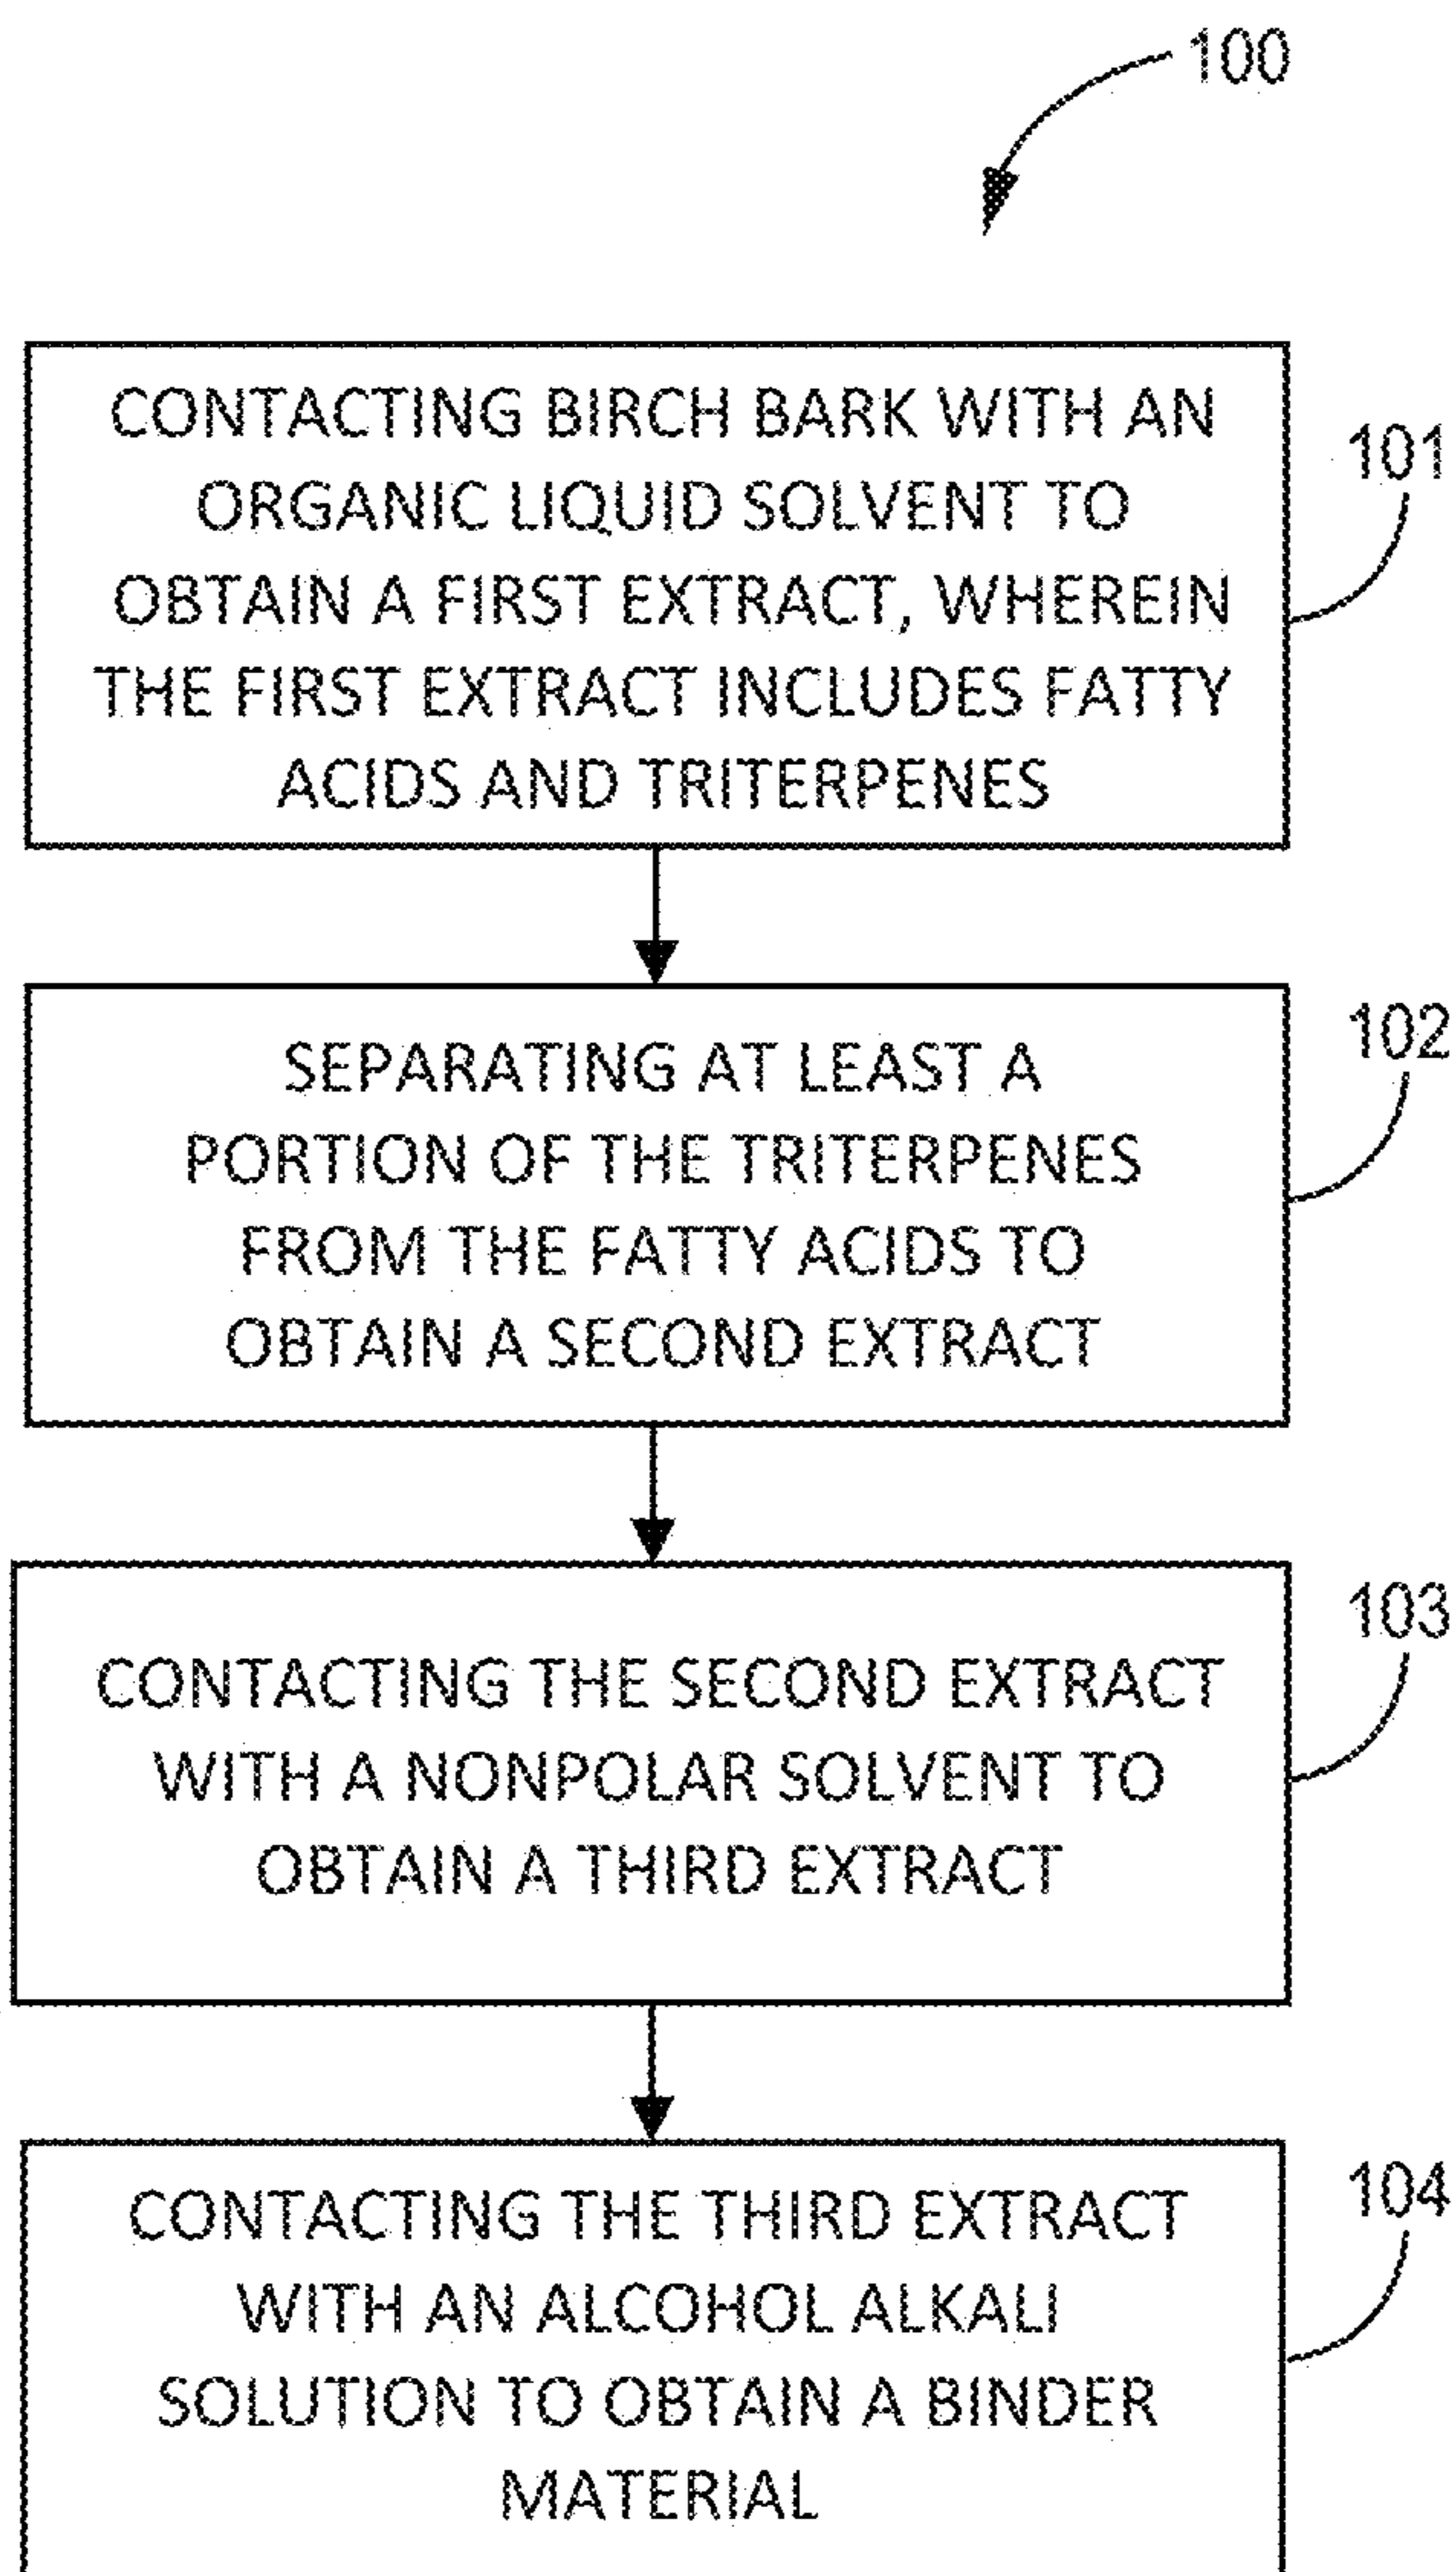 100
CONTACTING BIRCH BARK WITH AN
ORGANIC LIQUID SOLVENT TO
OBTAIN A FIRST EXTRACT, WHEREIN
THE FIRST EXTRACT INCLUDES FATTY
ACIDS AND TRITERPENES
101
SEPARATING AT LEAST A
PORTION OF THE TRITERPENES
FROM THE FATTY ACIDS TO
OBTAIN A SECOND EXTRACT
102
CONTACTING THE SECOND EXTRACT
WITH A NONPOLAR SOLVENT TO
OBTAIN A THIRD EXTRACT
103
CONTACTING THE THIRD EXTRACT
WITH AN ALCOHOL ALKALI
SOLUTION TO OBTAIN A BINDER
MATERIAL
104